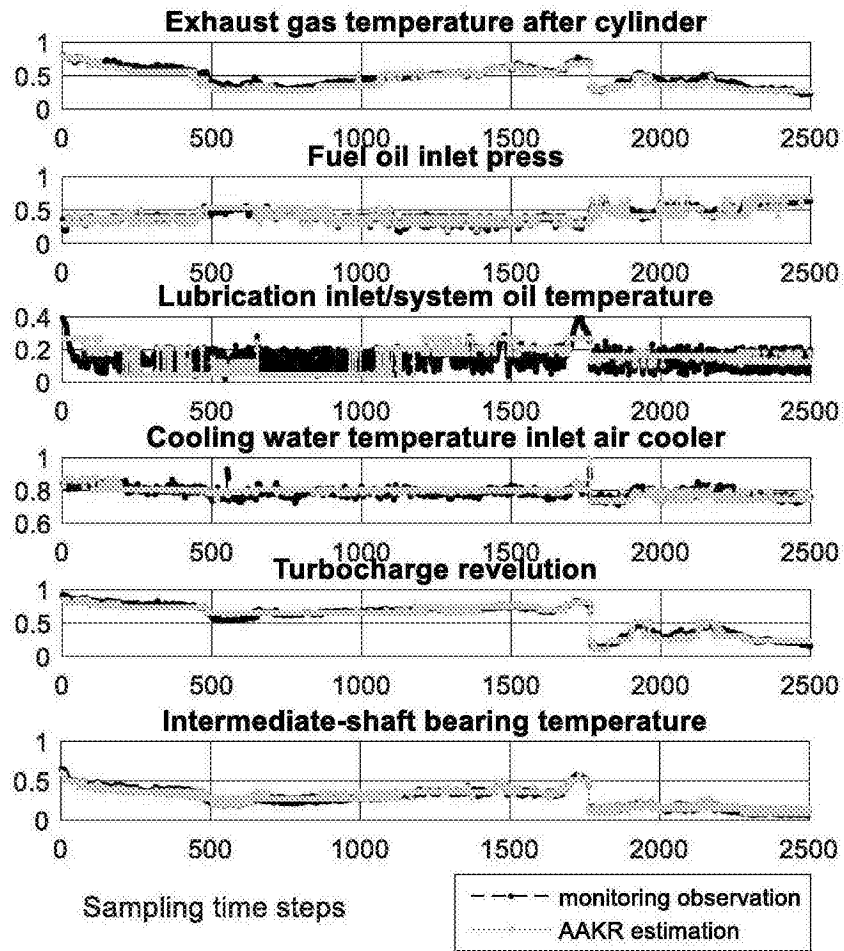 Exhaust gas temperature after cylinder
1
0.5
0
0 500 1000 1500 2000 2500
Fuel oil inlet press
1
0.5
0
0 500 1000 1500 2000 2500
Lubrication inlet/system oil temperature
0.4
0.2
0
0 500 1000 1500 2000 2500
Cooling water temperature inlet air cooler
1
0.8
0.6
0 500 1000 1500 2000 2500
Turbocharge revelution
1
0.5
0
0 500 1000 1500 2000 2500
Intermediate-shaft bearing temperature
1
0.5
0
0 500 1000 1500 2000 2500
Sampling time steps
monitoring observation
AAKR estimation